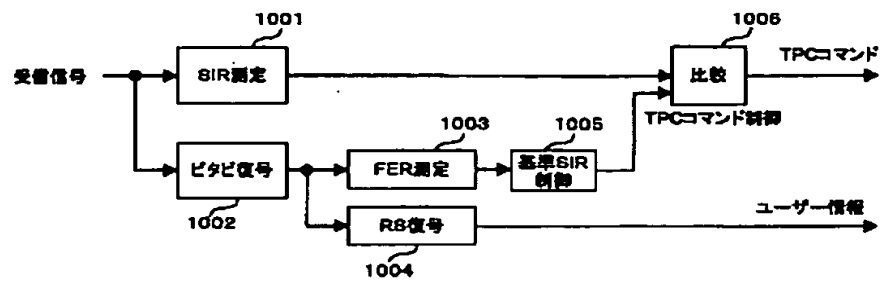 1001
1006
受信信号
SIR測定
比較
TPCコマンド
TPCコマンド制御
1003
1005
ビタビ復号
FER測定
基準SIR
制御
1002
RS復号
ユーザー情報
1004